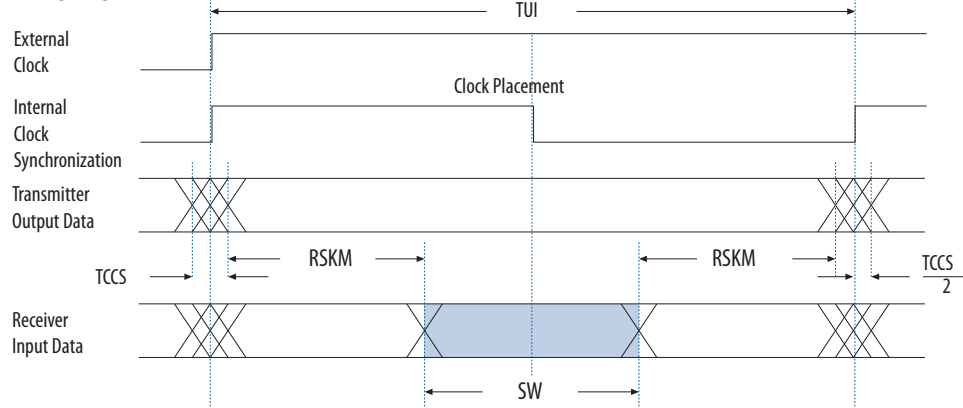 TUI
External
Clock
Clock Placement
Internal
Clock
Synchronization
Transmitter
Output Data
RSKM
RSKM
TCCS
TCCS
2
Receiver
Input Data
SW